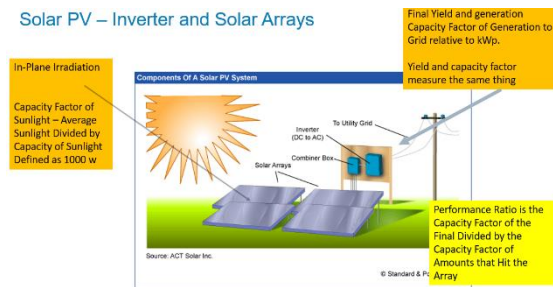 Solar PV – Inverter and Solar Arrays
Final Yield and generation
Capacity Factor of Generation to
Grid relative to kWp.
Yield and capacity factor
measure the same thing
In-Plane Irradiation
Capacity Factor of
Sunlight – Average
Sunlight Divided by
Capacity of Sunlight
Defined as 1000 w
Components Of A Solar PV System
To Utility Grid
Inverter
(DC to AC)
Combiner Box
Solar Arrays
Performance Ratio is the
Capacity Factor of the
Final Divided by the
Capacity Factor of
Amounts that Hit the
Array
Source: ACT Solar Inc.
© Standard &